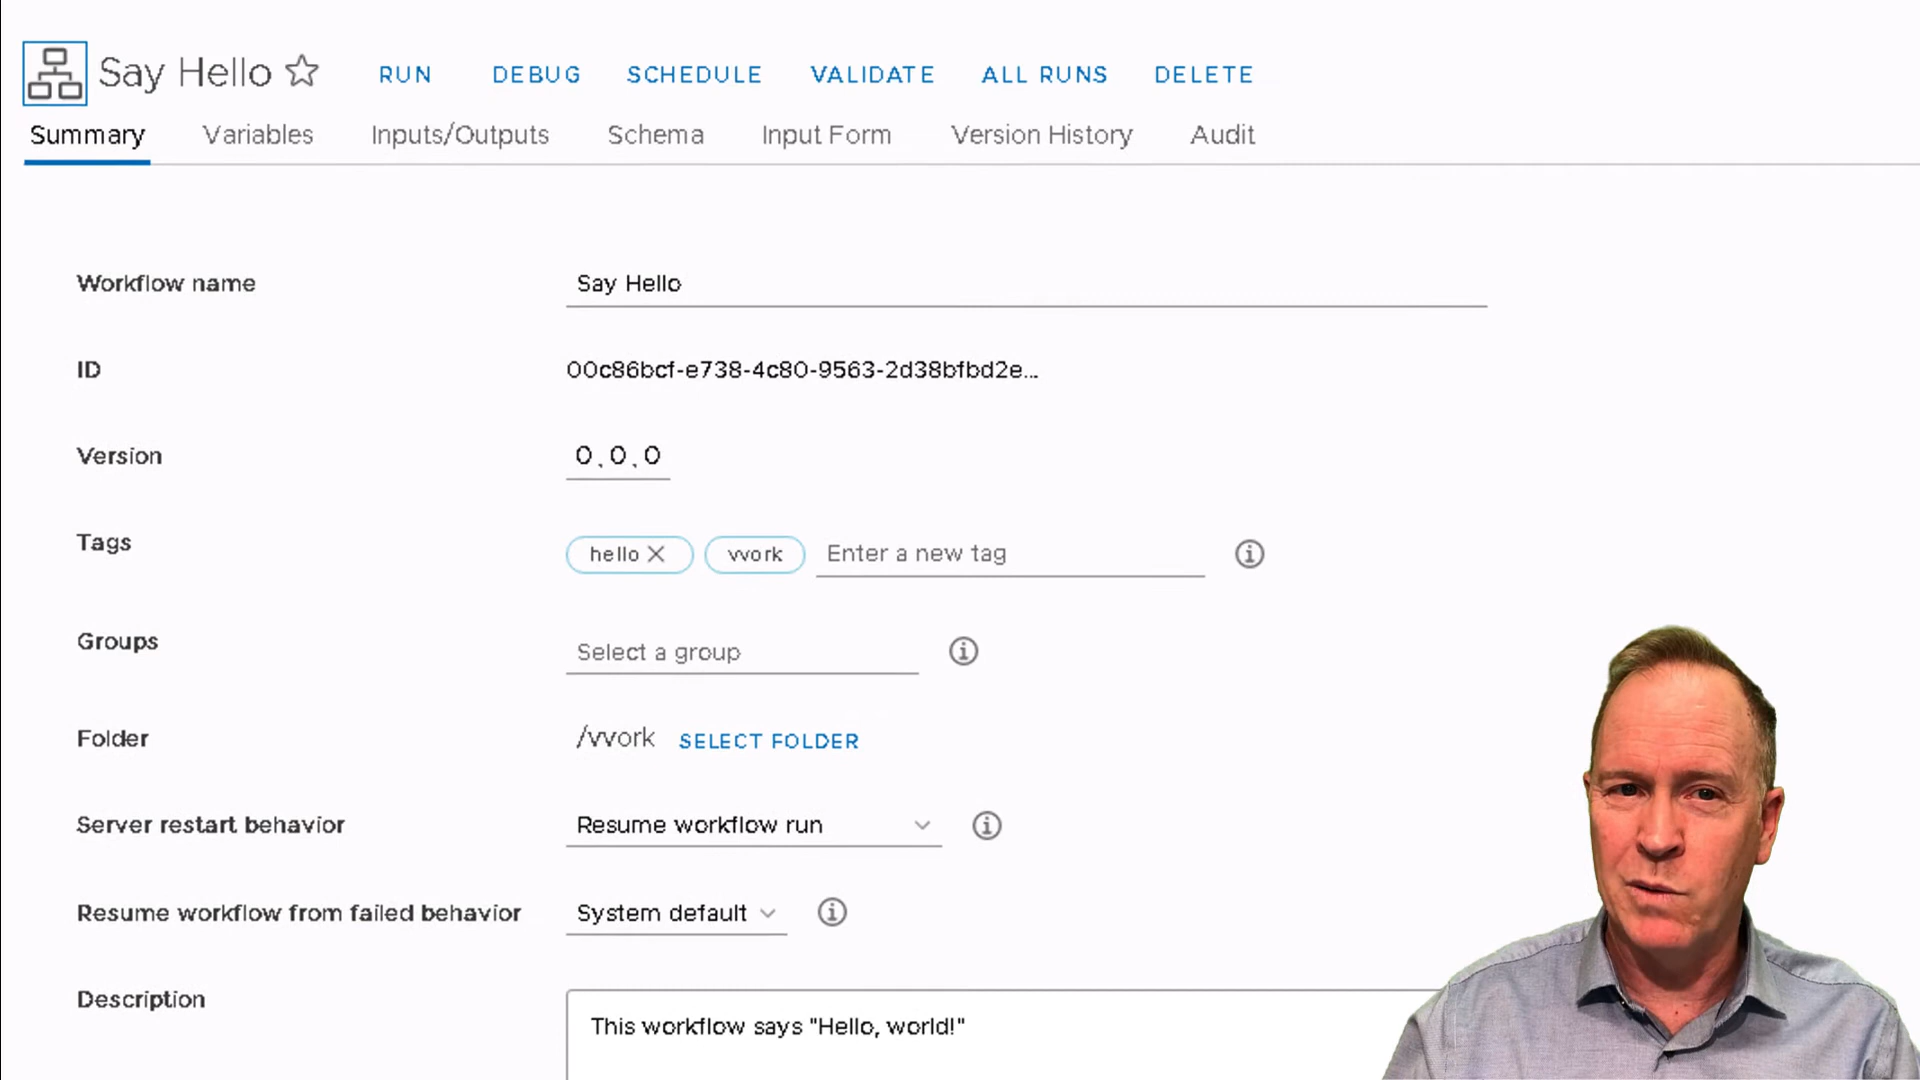 Say Hello RUN DEBUG SCHEDULE VALIDATE ALL RUNS DELETE
Summary Variables Inputs/Outputs Schema Input Form Version History Audit
Workflow name Say Hello
ID 00c86bcf-e738-4c80-9563-2d38bfbd2e...
Version 0.0.0
Tags hello vvork Enter a new tag
Groups Select a group
Folder /vvork SELECT FOLDER
Server restart behavior Resume workflow run
Resume workflow from failed behavior System default
Description This workflow says "Hello, world!"